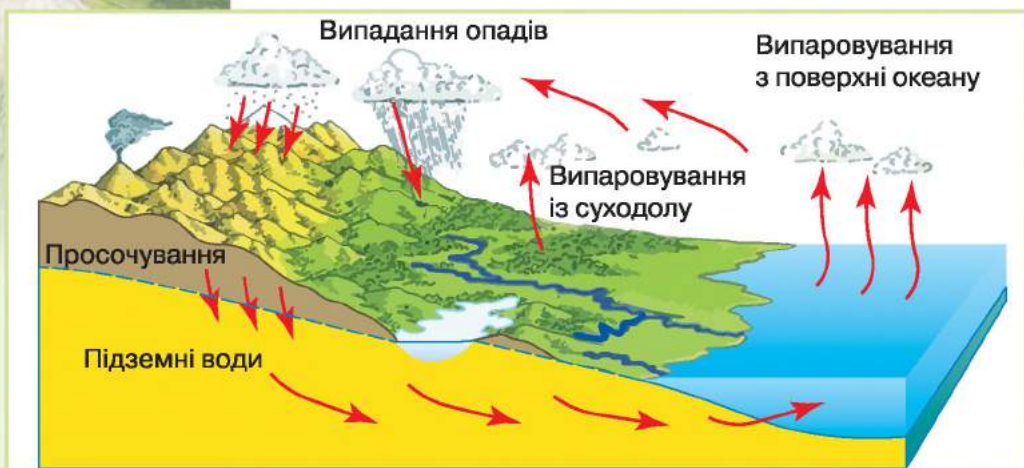 Випадання опадів
Випаровування
з поверхні океану
Випаровування
із суходолу
Просочування
Підземні води